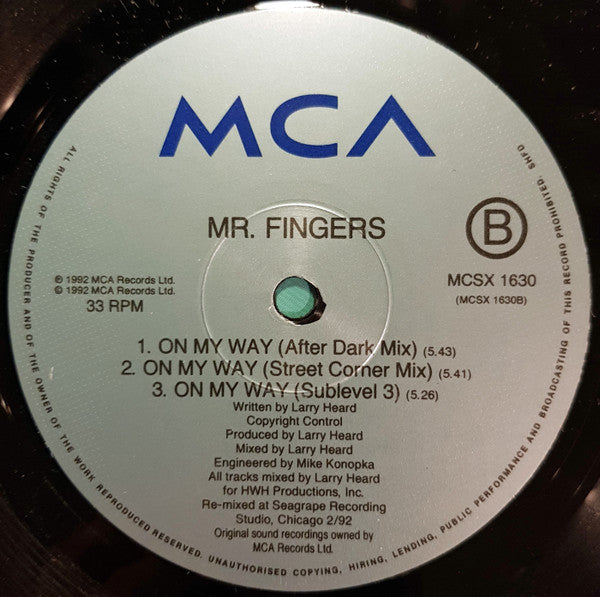 MCA
MR. FINGERS
B
℗ 1992 MCA Records Ltd.
© 1992 MCA Records Ltd.
33 RPM
MCSX 1630
(MCSX 1630B)
1. ON MY WAY (After Dark Mix) (5.43)
2. ON MY WAY (Street Corner Mix) (5.41)
3. ON MY WAY (Sublevel 3) (5.26)
Written by Larry Heard
Copyright Control
Produced by Larry Heard
Mixed by Larry Heard
Engineered by Mike Konopka
All tracks mixed by Larry Heard
for HWH Productions, Inc.
Re-mixed at Seagrape Recording
Studio, Chicago 2/92
Original sound recordings owned by
MCA Records Ltd.
ALL RIGHTS OF THE PRODUCER AND OF THE OWNER OF THE WORK REPRODUCED RESERVED. UNAUTHORISED COPYING, HIRING, LENDING, PUBLIC PERFORMANCE AND BROADCASTING OF THIS RECORD PROHIBITED. SHFD